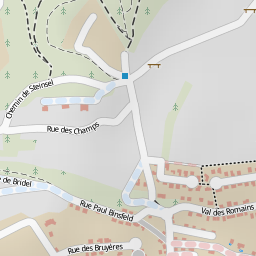 Chemin de Steinsel
Rue des Champs
de Bridel
Rue Paul Binsfeld
Val des Romains
Rue des Bruyères